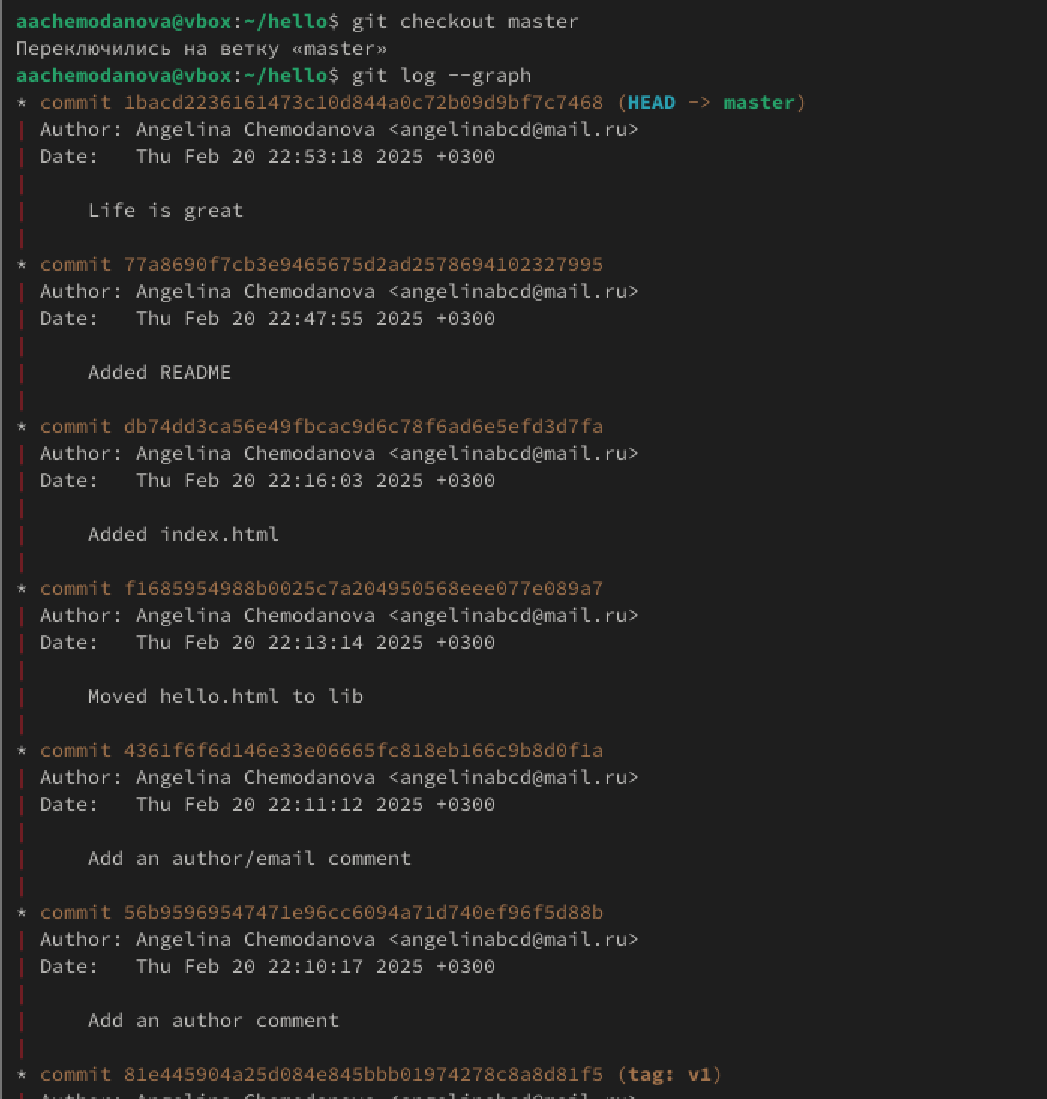 aachemodanova@vbox:~/hello$ git checkout master
Переключились на ветку «master»
aachemodanova@vbox:~/hello$ git log --graph
* commit 1bacd2236161473c10d844a0c72b09d9bf7c7468 (HEAD -> master)
| Author: Angelina Chemodanova <angelinabcd@mail.ru>
| Date:   Thu Feb 20 22:53:18 2025 +0300
|
|     Life is great
|
* commit 77a8690f7cb3e9465675d2ad2578694102327995
| Author: Angelina Chemodanova <angelinabcd@mail.ru>
| Date:   Thu Feb 20 22:47:55 2025 +0300
|
|     Added README
|
* commit db74dd3ca56e49fbcac9d6c78f6ad6e5efd3d7fa
| Author: Angelina Chemodanova <angelinabcd@mail.ru>
| Date:   Thu Feb 20 22:16:03 2025 +0300
|
|     Added index.html
|
* commit f1685954988b0025c7a204950568eee077e089a7
| Author: Angelina Chemodanova <angelinabcd@mail.ru>
| Date:   Thu Feb 20 22:13:14 2025 +0300
|
|     Moved hello.html to lib
|
* commit 4361f6f6d146e33e06665fc818eb166c9b8d0f1a
| Author: Angelina Chemodanova <angelinabcd@mail.ru>
| Date:   Thu Feb 20 22:11:12 2025 +0300
|
|     Add an author/email comment
|
* commit 56b95969547471e96cc6094a71d740ef96f5d88b
| Author: Angelina Chemodanova <angelinabcd@mail.ru>
| Date:   Thu Feb 20 22:10:17 2025 +0300
|
|     Add an author comment
|
* commit 81e445904a25d084e845bbb01974278c8a8d81f5 (tag: v1)
| Author: Angelina Chemodanova <angelinabcd@mail.ru>